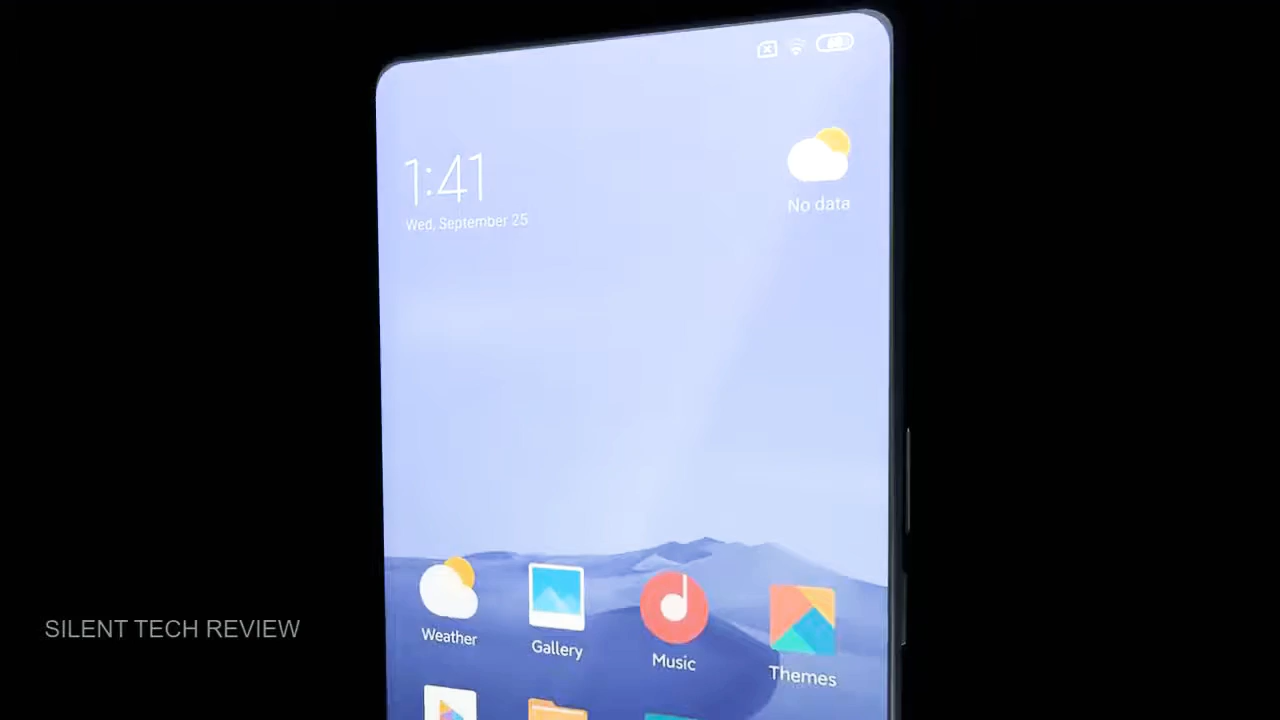 1:41
Wed, September 25
No data
Weather
Gallery
Music
Themes
SILENT TECH REVIEW